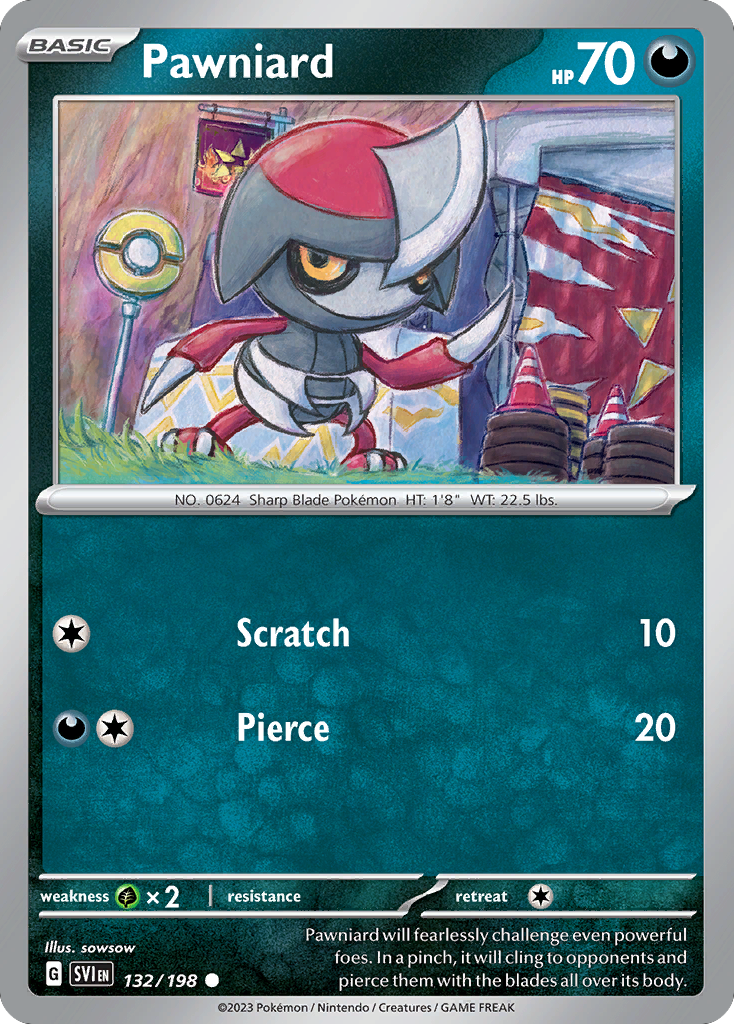 BASIC
Pawniard
HP 70
NO. 0624 Sharp Blade Pokémon HT: 1'8" WT: 22.5 lbs.
Scratch 10
Pierce 20
weakness ×2 resistance retreat
Illus. sowsow
Pawniard will fearlessly challenge even powerful
foes. In a pinch, it will cling to opponents and
pierce them with the blades all over its body.
G SVI EN 132/198
©2023 Pokémon / Nintendo / Creatures / GAME FREAK